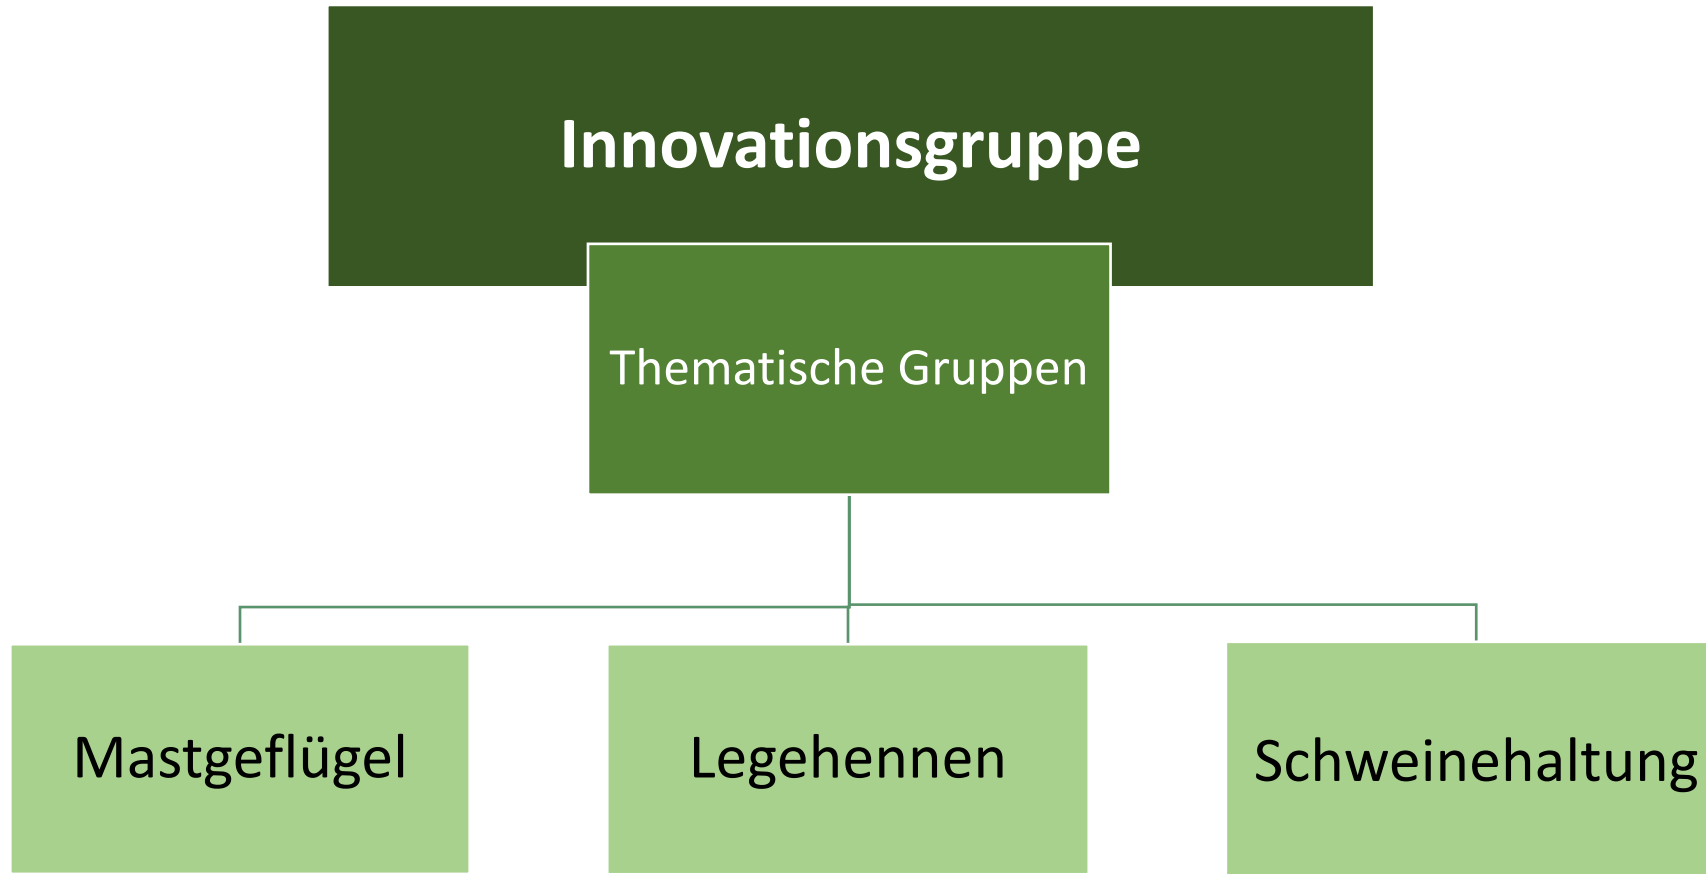 Innovationsgruppe
Thematische Gruppen
Mastgeflügel
Legehennen
Schweinehaltung